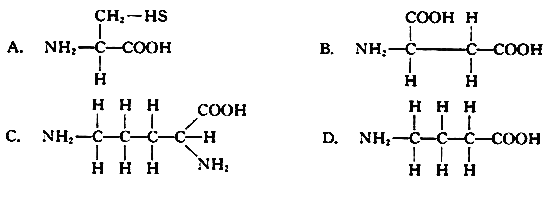 CH₂—HS
A. NH₂—C—COOH
H
COOH H
B. NH₂—C—C—COOH
H H
H H H COOH
C. NH₂—C—C—C—C—H
H H H NH₂
H H H
D. NH₂—C—C—C—COOH
H H H